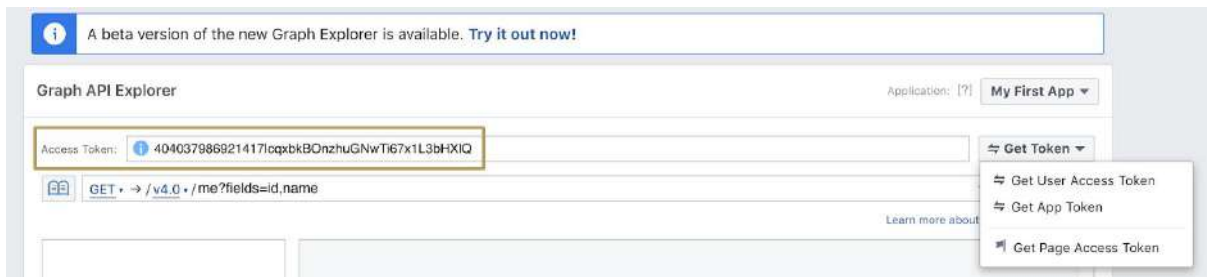 A beta version of the new Graph Explorer is available. Try it out now!
Graph API Explorer
Application: [?] My First App
Access Token: 404037986921417lcqxbkBOnzhuGNwTi67x1L3bHXIQ
Get Token
GET → / v4.0 / me?fields=id,name
Get User Access Token
Learn more about
Get App Token
Get Page Access Token